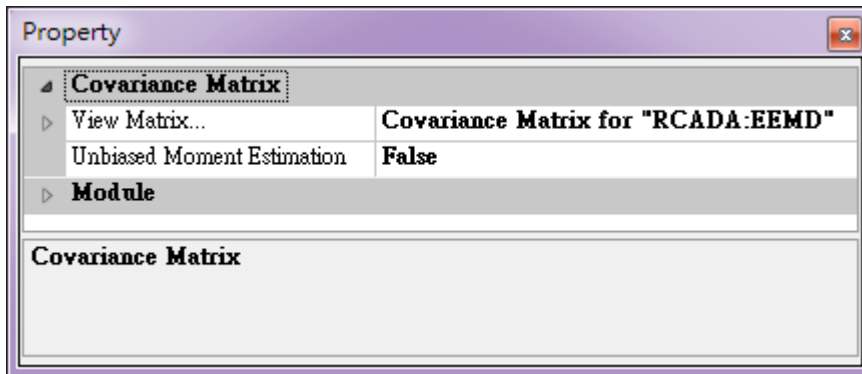 Property
Covariance Matrix
View Matrix... Covariance Matrix for "RCADA:EEMD"
Unbiased Moment Estimation False
Module
Covariance Matrix